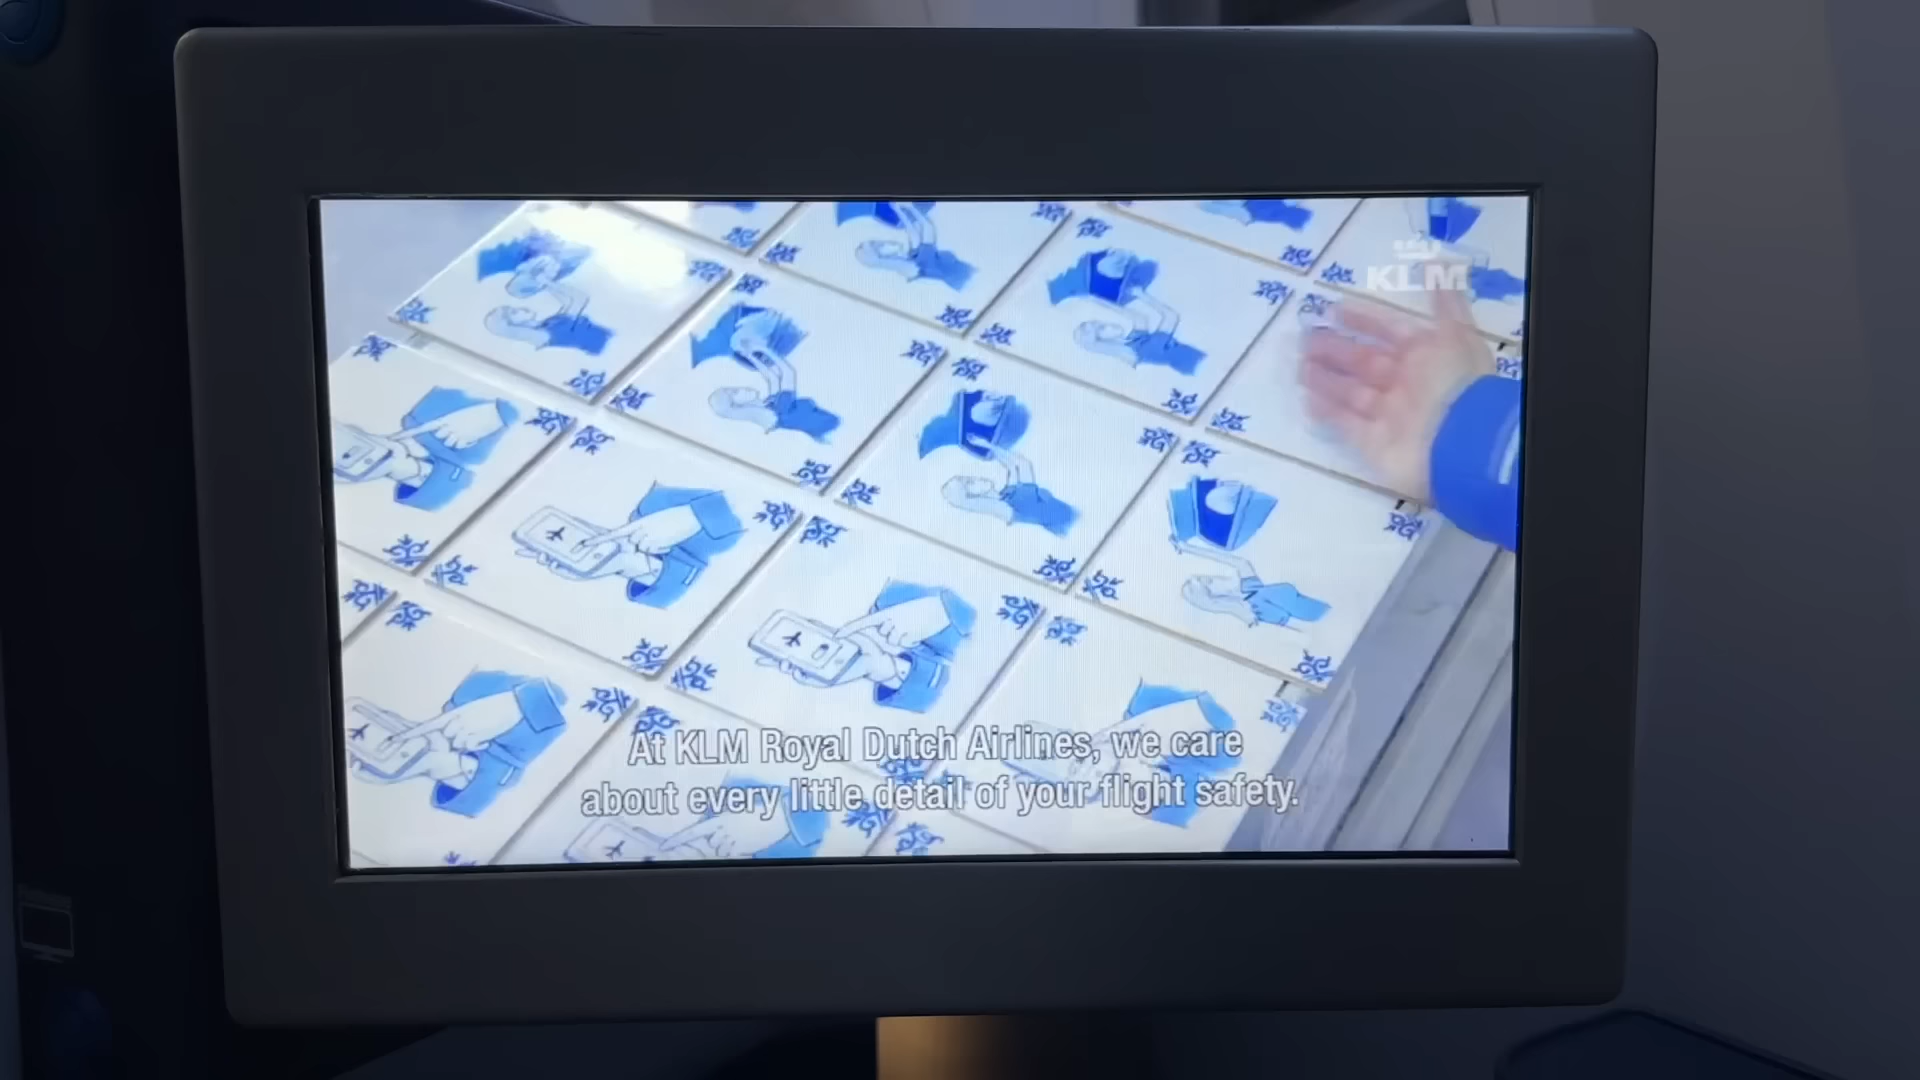 KLM
At KLM Royal Dutch Airlines, we care
about every little detail of your flight safety.